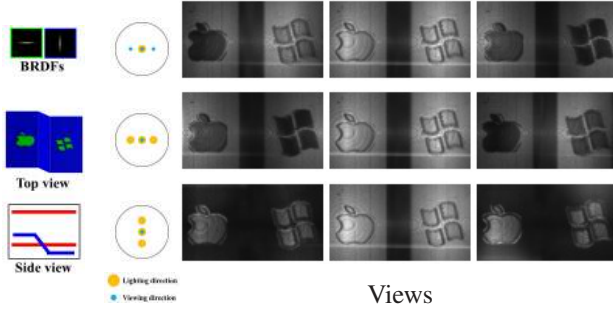 BRDFs
Top view
Side view
Lighting direction
Viewing direction
Views